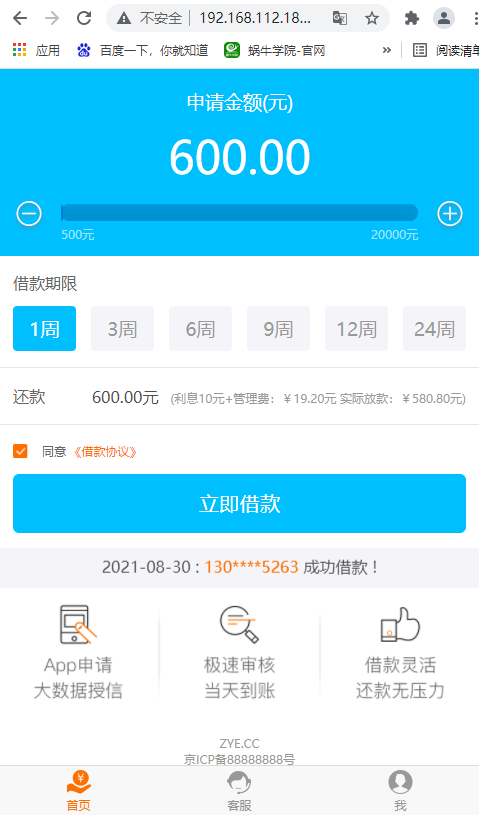 不安全 192.168.112.18...
应用 百度一下，你就知道 蜗牛学院-官网 » 阅读清单
申请金额(元)
600.00
500元 20000元
借款期限
1周 3周 6周 9周 12周 24周
还款 600.00元 (利息10元+管理费：￥19.20元 实际放款：￥580.80元)
同意 《借款协议》
立即借款
2021-08-30 : 130****5263 成功借款！
App申请 极速审核 借款灵活
大数据授信 当天到账 还款无压力
ZYE.CC
京ICP备88888888号
首页 客服 我